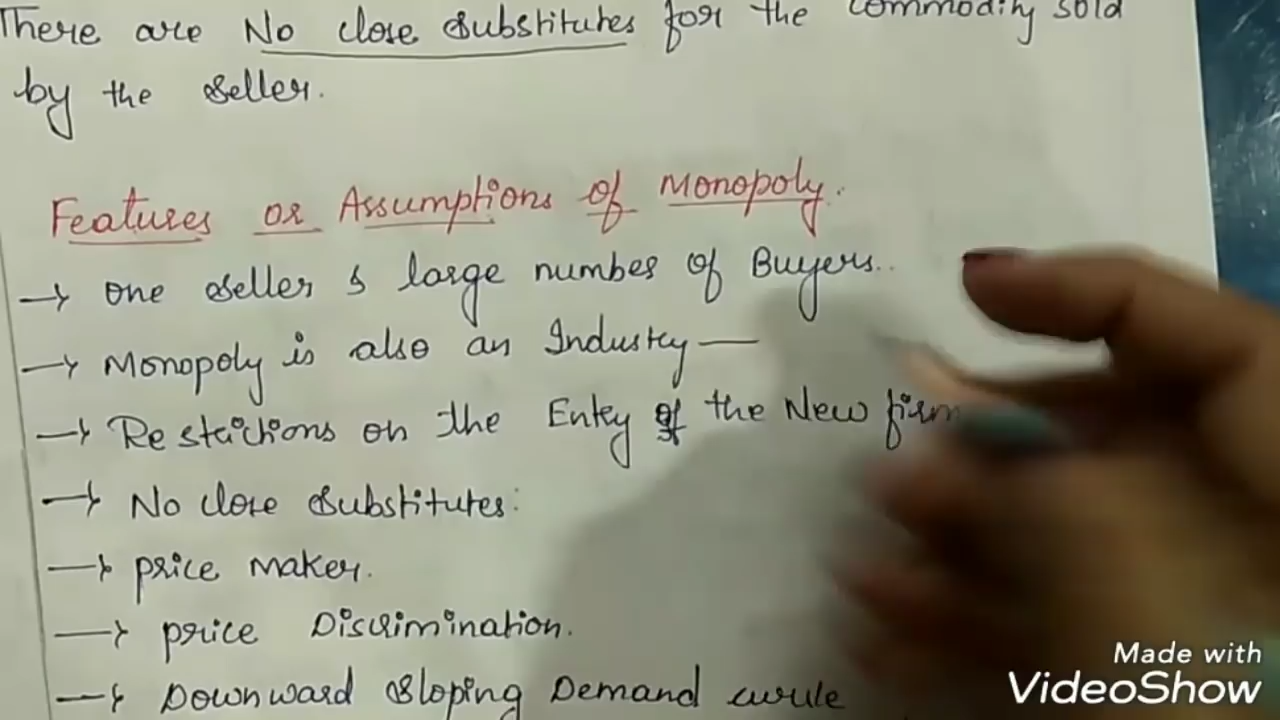 There are No close Substitutes for the commodity sold
by the seller.
Features or Assumptions of Monopoly.
→ one seller & large number of Buyers..
→ Monopoly is also an Industry —
→ Restrictions on the Entry of the New firm
→ No close Substitutes:
→ price maker.
→ price Discrimination.
→ Downward Sloping Demand curve
Made with
VideoShow